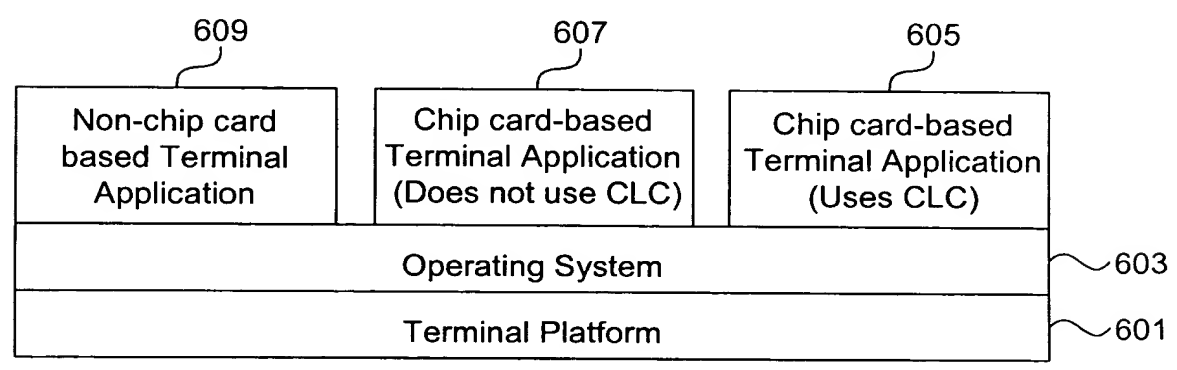 609
607
605
Non-chip card
based Terminal
Application
Chip card-based
Terminal Application
(Does not use CLC)
Chip card-based
Terminal Application
(Uses CLC)
Operating System
603
Terminal Platform
601